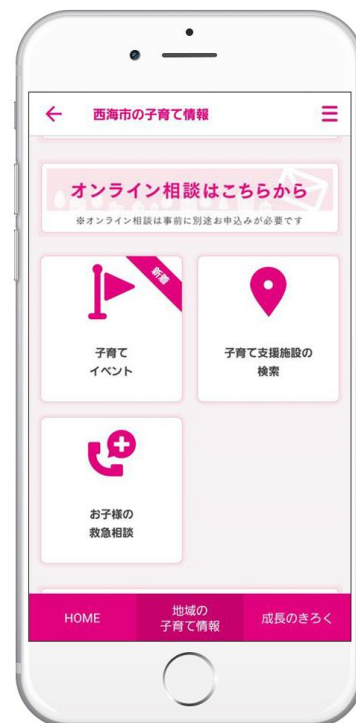 西海市の子育て情報
オンライン相談はこちらから
※オンライン相談は事前に別途お申込みが必要です
新着
子育て
イベント
子育て支援施設の
検索
お子様の
救急相談
HOME
地域の
子育て情報
成長のきろく